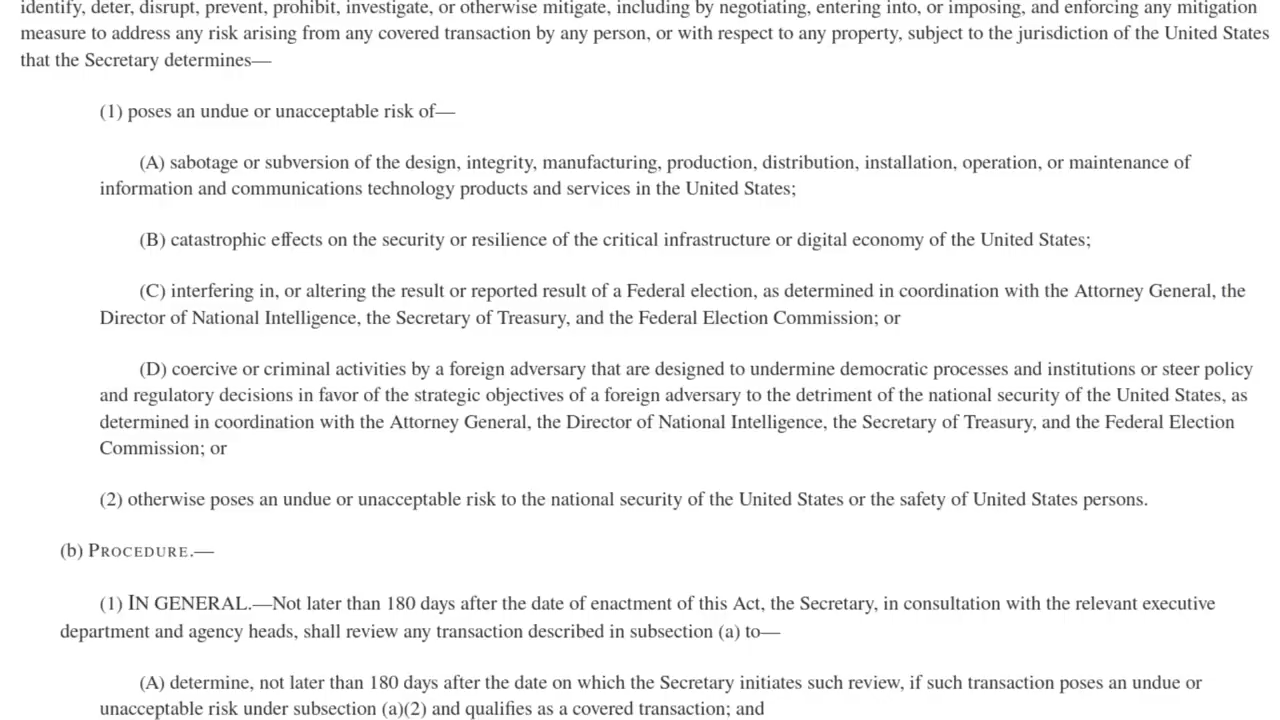 identify, deter, disrupt, prevent, prohibit, investigate, or otherwise mitigate, including by negotiating, entering into, or imposing, and enforcing any mitigation
measure to address any risk arising from any covered transaction by any person, or with respect to any property, subject to the jurisdiction of the United States
that the Secretary determines—
(1) poses an undue or unacceptable risk of—
(A) sabotage or subversion of the design, integrity, manufacturing, production, distribution, installation, operation, or maintenance of
information and communications technology products and services in the United States;
(B) catastrophic effects on the security or resilience of the critical infrastructure or digital economy of the United States;
(C) interfering in, or altering the result or reported result of a Federal election, as determined in coordination with the Attorney General, the
Director of National Intelligence, the Secretary of Treasury, and the Federal Election Commission; or
(D) coercive or criminal activities by a foreign adversary that are designed to undermine democratic processes and institutions or steer policy
and regulatory decisions in favor of the strategic objectives of a foreign adversary to the detriment of the national security of the United States, as
determined in coordination with the Attorney General, the Director of National Intelligence, the Secretary of Treasury, and the Federal Election
Commission; or
(2) otherwise poses an undue or unacceptable risk to the national security of the United States or the safety of United States persons.
(b) PROCEDURE.—
(1) IN GENERAL.—Not later than 180 days after the date of enactment of this Act, the Secretary, in consultation with the relevant executive
department and agency heads, shall review any transaction described in subsection (a) to—
(A) determine, not later than 180 days after the date on which the Secretary initiates such review, if such transaction poses an undue or
unacceptable risk under subsection (a)(2) and qualifies as a covered transaction; and